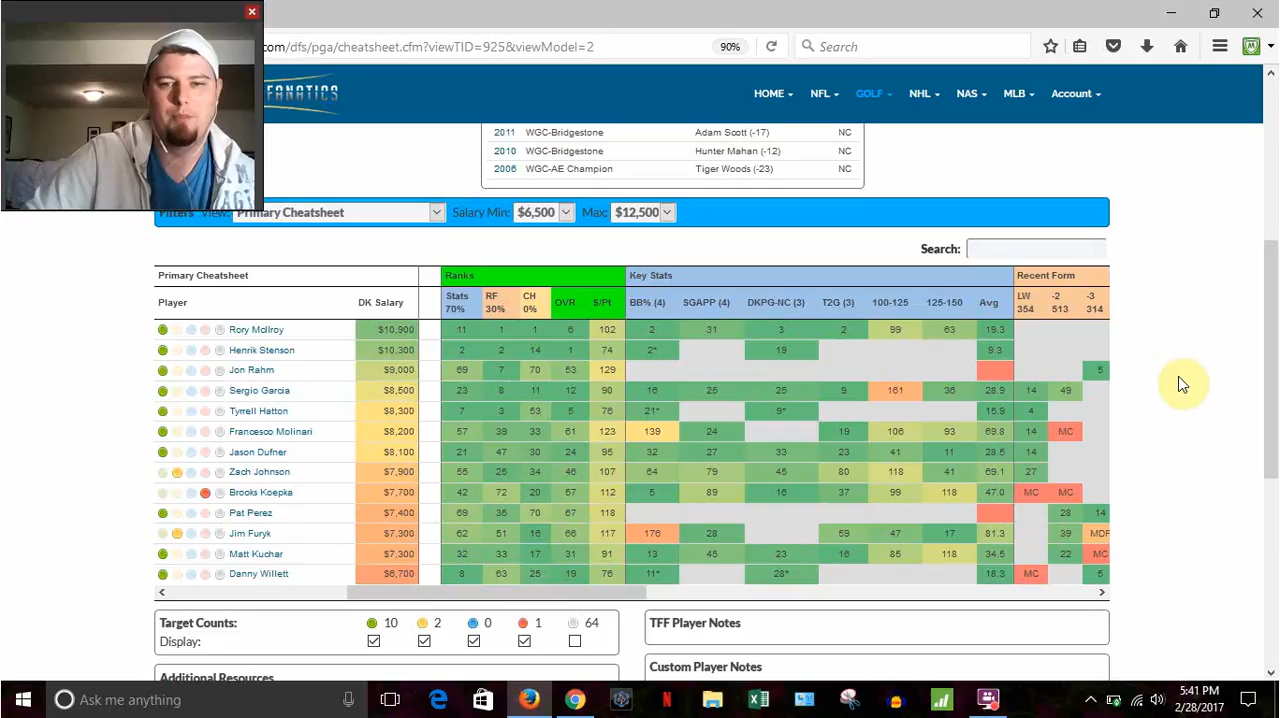 com/dfs/pga/cheatsheet.cfm?viewTID=925&viewModel=2 90% Search
FANATICS HOME NFL GOLF NHL NAS MLB Account
2011 WGC-Bridgestone Adam Scott (-17) NC
2010 WGC-Bridgestone Hunter Mahan (-12) NC
2006 WGC-AE Champion Tiger Woods (-23) NC
Filters View: Primary Cheatsheet Salary Min: $6,500 Max: $12,500
Search:
Primary Cheatsheet Ranks Key Stats Recent Form
Player DK Salary Stats 70% RF 30% CH 0% OVR $/Pt BB% (4) SGAPP (4) DKPG-NC (3) T2G (3) 100-125 125-150 Avg LW 354 -2 513 -3 314
Rory McIlroy $10,900 11 1 1 6 102 2 31 3 2 99 63 19.3
Henrik Stenson $10,300 2 2 14 1 74 2* 19 9.3
Jon Rahm $9,000 69 7 70 53 129 5
Sergio Garcia $8,500 23 8 11 12 90 16 25 25 9 161 36 28.9 14 49
Tyrrell Hatton $8,300 7 3 53 5 76 21* 9* 15.9 4
Francesco Molinari $8,200 57 39 33 61 123 139 24 19 106 93 69.8 14 MC
Jason Dufner $8,100 21 47 30 24 95 32 27 33 23 41 11 28.5 14
Zach Johnson $7,900 55 25 34 46 107 64 79 45 80 118 41 69.1 27
Brooks Koepka $7,700 42 72 20 57 112 5 89 16 37 99 118 47.0 MC MC
Pat Perez $7,400 69 35 70 67 118 28 14
Jim Furyk $7,300 62 51 16 66 117 176 28 59 47 17 81.3 39 MDF
Matt Kuchar $7,300 32 33 17 31 91 13 45 23 16 85 118 34.5 22 MC
Danny Willett $6,700 8 63 25 19 76 11* 28* 18.3 MC 5
Target Counts: 10 2 0 1 64 TFF Player Notes
Display:
Custom Player Notes
Additional Resources
Ask me anything 5:41 PM
2/28/2017